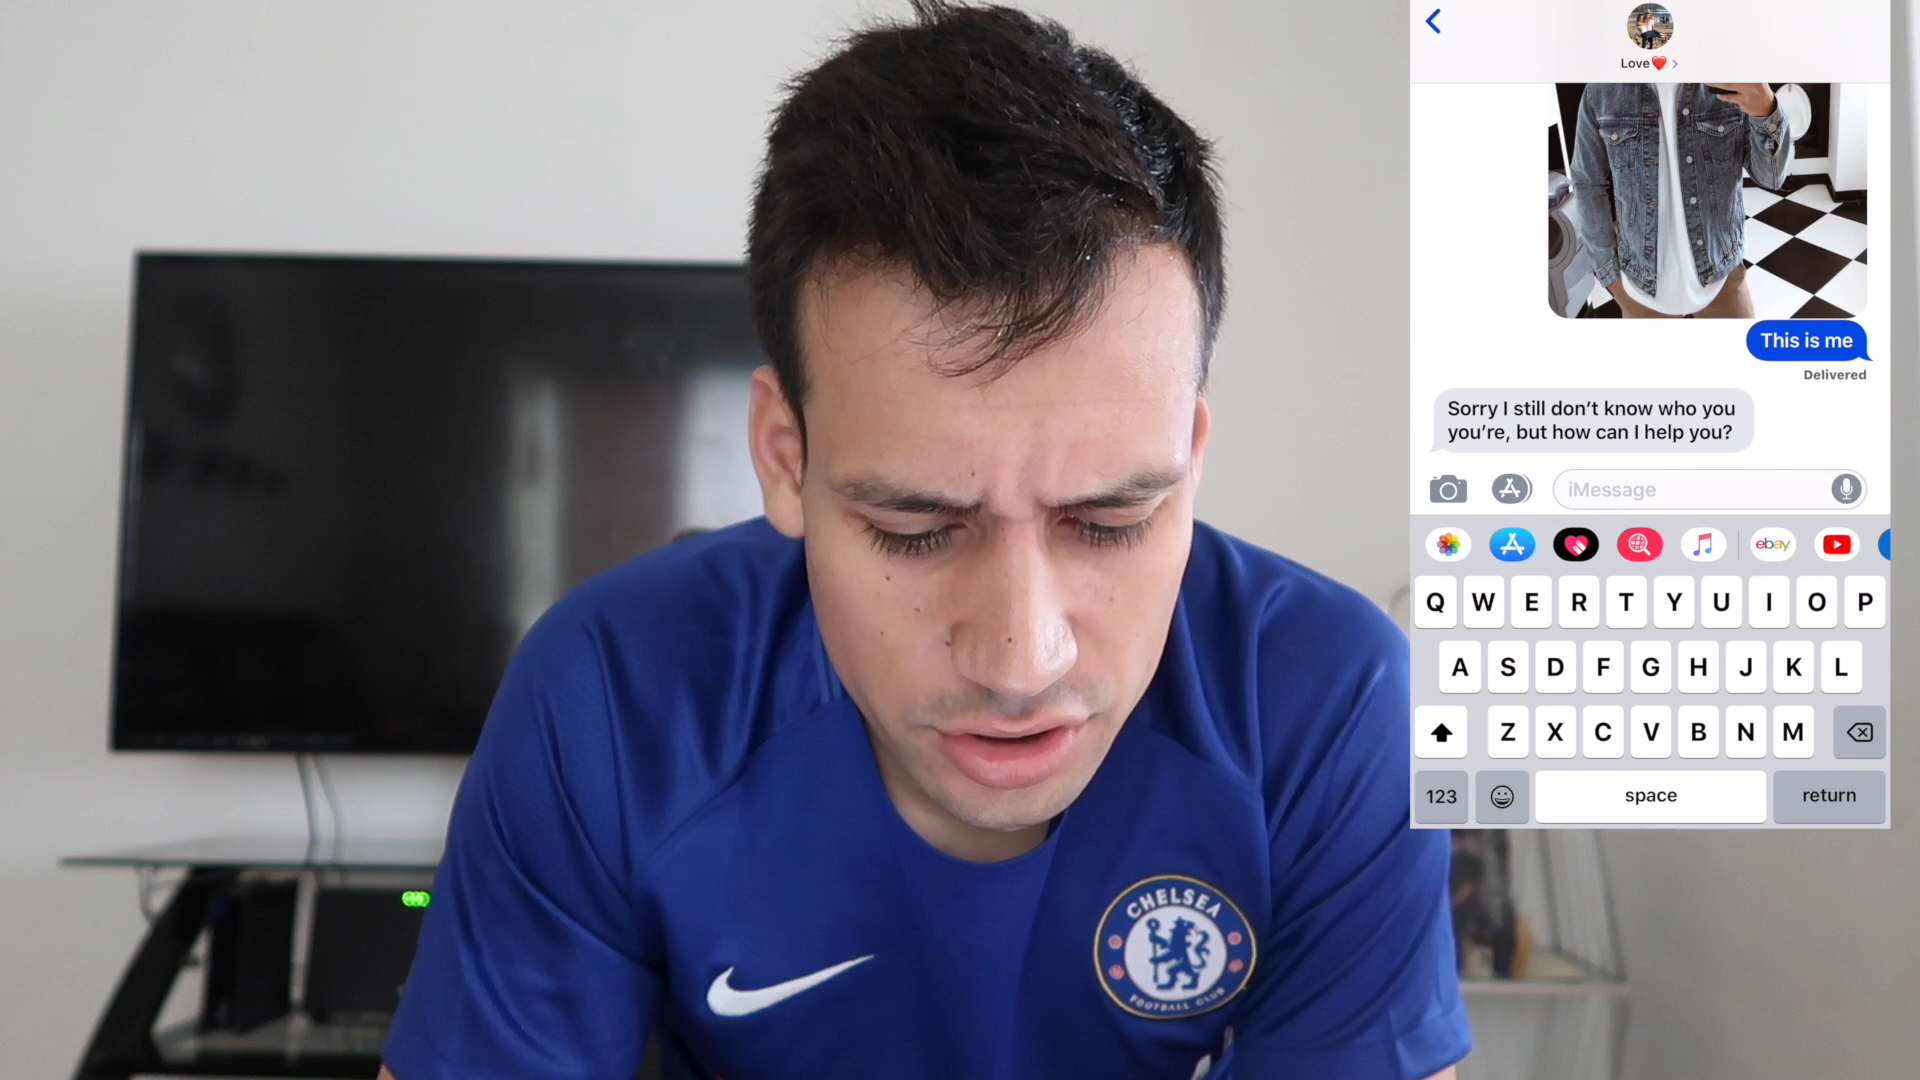 Love❤️ >
This is me
Delivered
Sorry I still don’t know who you
you’re, but how can I help you?
iMessage
ebay
Q W E R T Y U I O P
A S D F G H J K L
Z X C V B N M
123 space return
CHELSEA
FOOTBALL CLUB